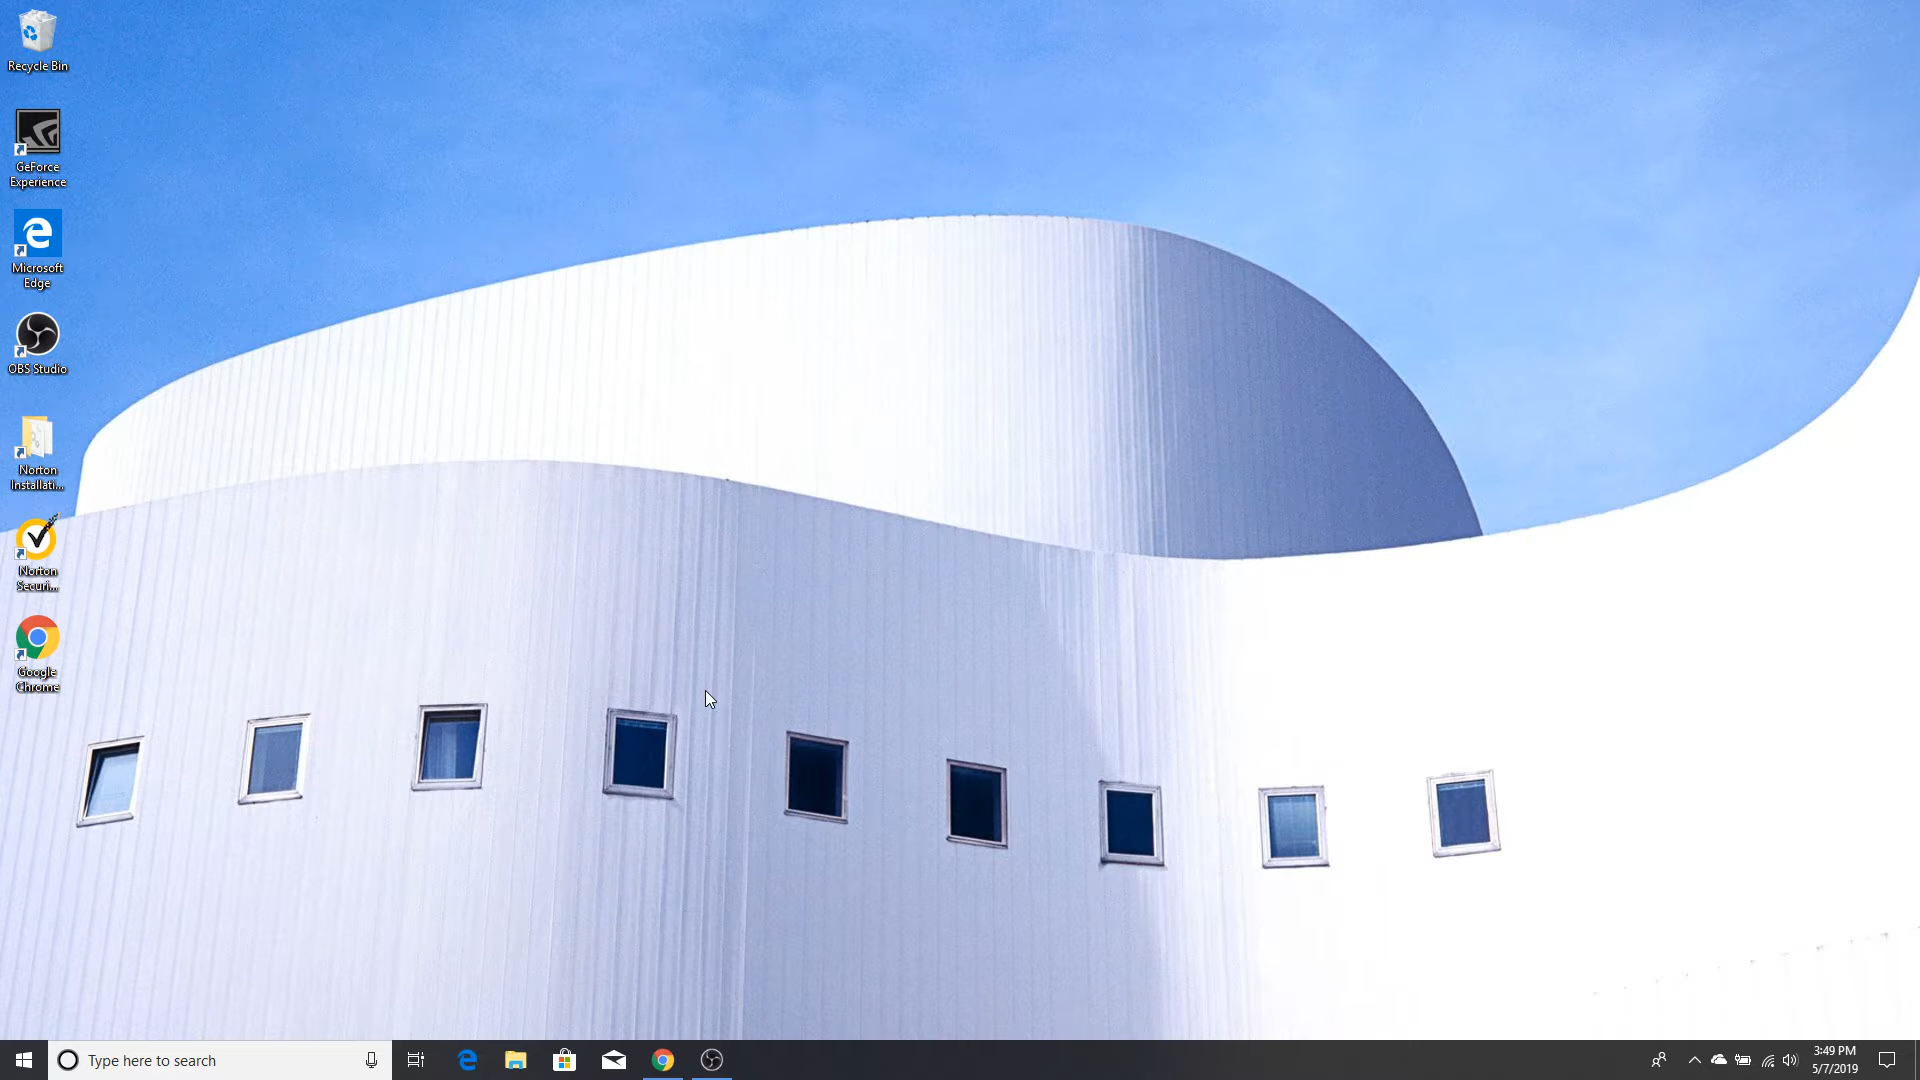 Recycle Bin
GeForce
Experience
Microsoft
Edge
OBS Studio
Norton
Installati...
Norton
Securi...
Google
Chrome
Type here to search
3:49 PM
5/7/2019